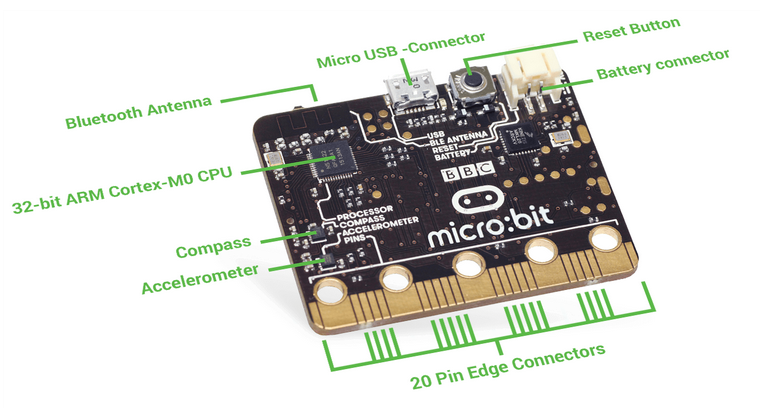 Micro USB -Connector
Reset Button
Battery connector
Bluetooth Antenna
32-bit ARM Cortex-M0 CPU
Compass
Accelerometer
USB
BLE ANTENNA
RESET
BATTERY
BBC
micro:bit
PROCESSOR
COMPASS
ACCELEROMETER
PINS
20 Pin Edge Connectors